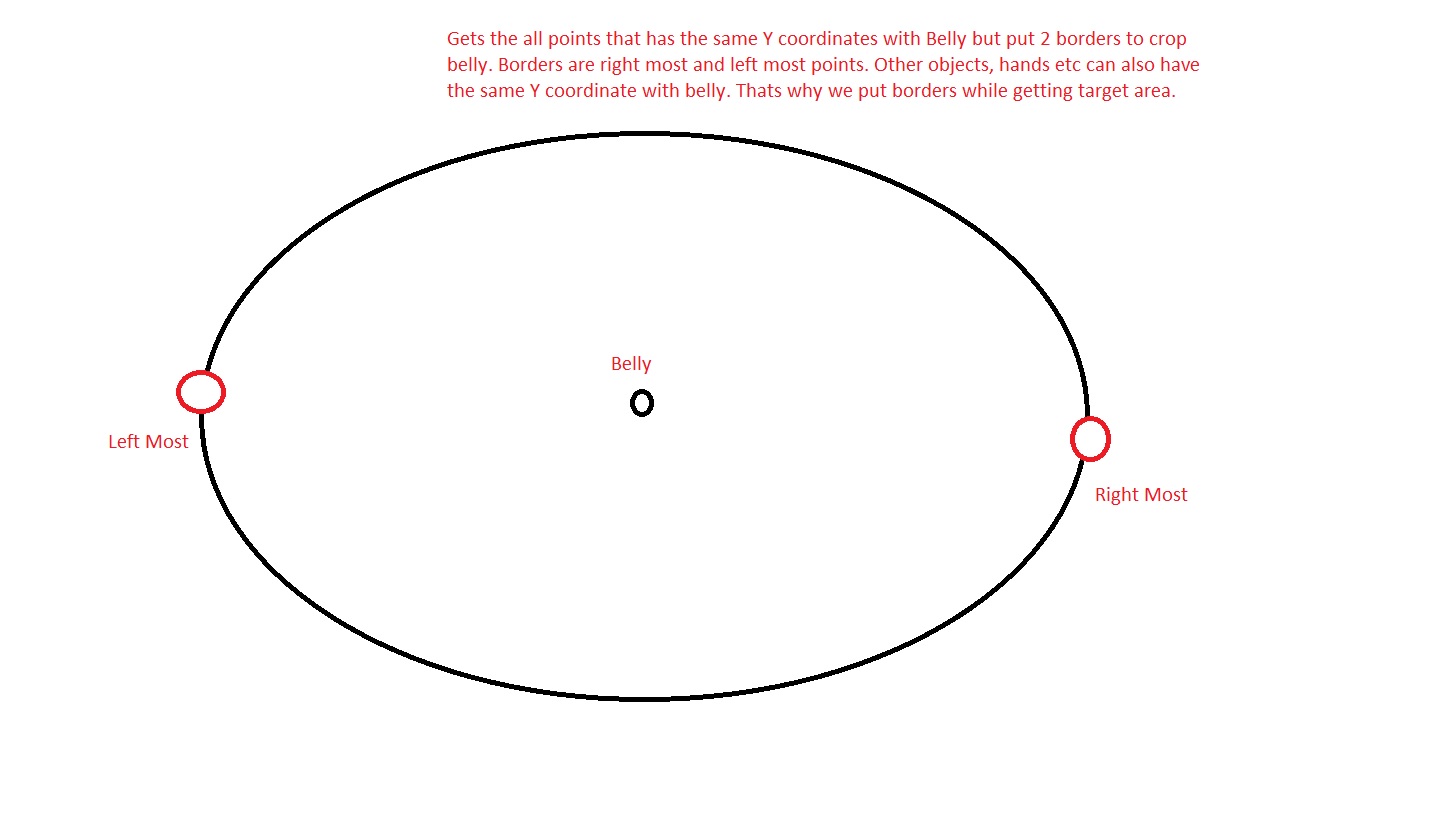 Gets the all points that has the same Y coordinates with Belly but put 2 borders to crop
belly. Borders are right most and left most points. Other objects, hands etc can also have
the same Y coordinate with belly. Thats why we put borders while getting target area.
Belly
Left Most
Right Most